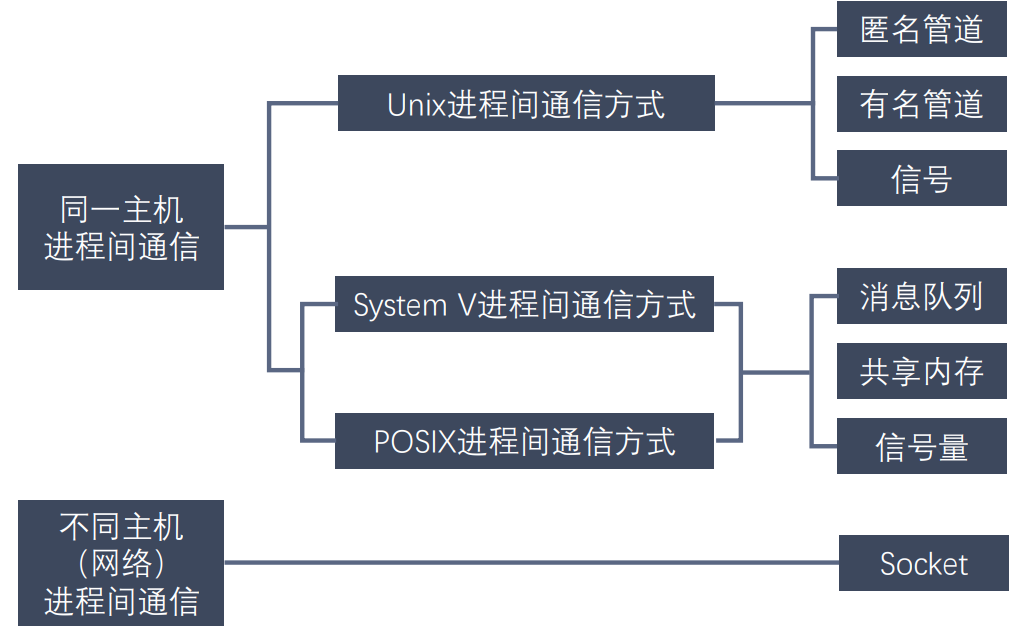 同一主机
进程间通信
Unix进程间通信方式
匿名管道
有名管道
信号
System V进程间通信方式
POSIX进程间通信方式
消息队列
共享内存
信号量
不同主机
（网络）
进程间通信
Socket